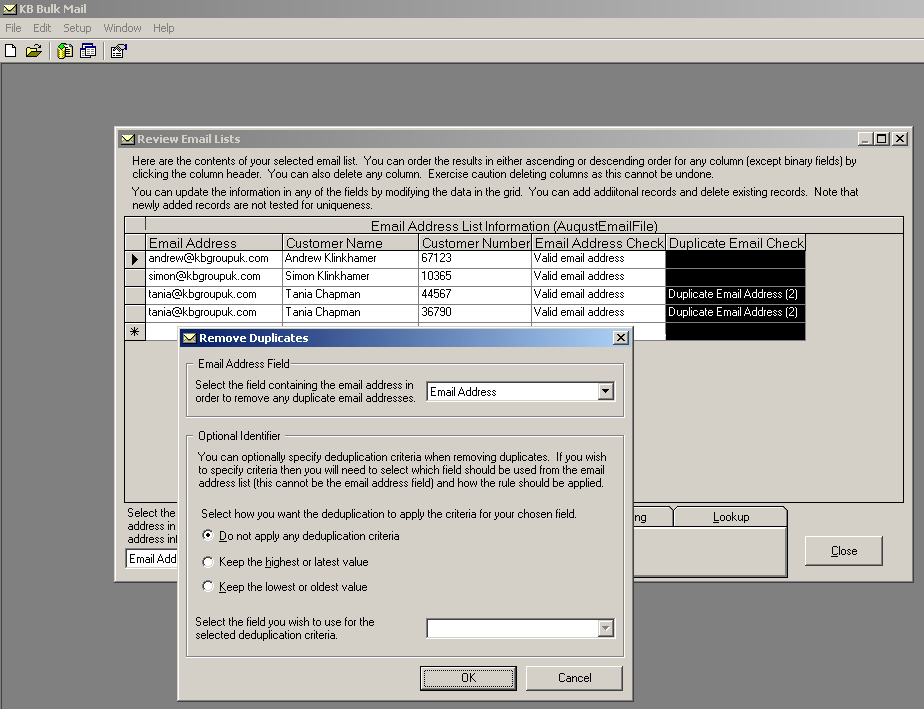 KB Bulk Mail
File Edit Setup Window Help
Review Email Lists
Here are the contents of your selected email list. You can order the results in either ascending or descending order for any column (except binary fields) by
clicking the column header. You can also delete any column. Exercise caution deleting columns as this cannot be undone.
You can update the information in any of the fields by modifying the data in the grid. You can add addiitonal records and delete existing records. Note that
newly added records are not tested for uniqueness.
Email Address List Information (AugustEmailFile)
Email Address Customer Name Customer Number Email Address Check Duplicate Email Check
andrew@kbgroupuk.com Andrew Klinkhamer 67123 Valid email address
simon@kbgroupuk.com Simon Klinkhamer 10365 Valid email address
tania@kbgroupuk.com Tania Chapman 44567 Valid email address Duplicate Email Address (2)
tania@kbgroupuk.com Tania Chapman 36790 Valid email address Duplicate Email Address (2)
Remove Duplicates
Email Address Field
Select the field containing the email address in
order to remove any duplicate email addresses.
Email Address
Optional Identifier
You can optionally specify deduplication criteria when removing duplicates. If you wish
to specify criteria then you will need to select which field should be used from the email
address list (this cannot be the email address field) and how the rule should be applied.
Select how you want the deduplication to apply the criteria for your chosen field.
Do not apply any deduplication criteria
Keep the highest or latest value
Keep the lowest or oldest value
Select the field you wish to use for the
selected deduplication criteria.
OK Cancel
Select the
address in
address inf
Email Add
ng Lookup
Close